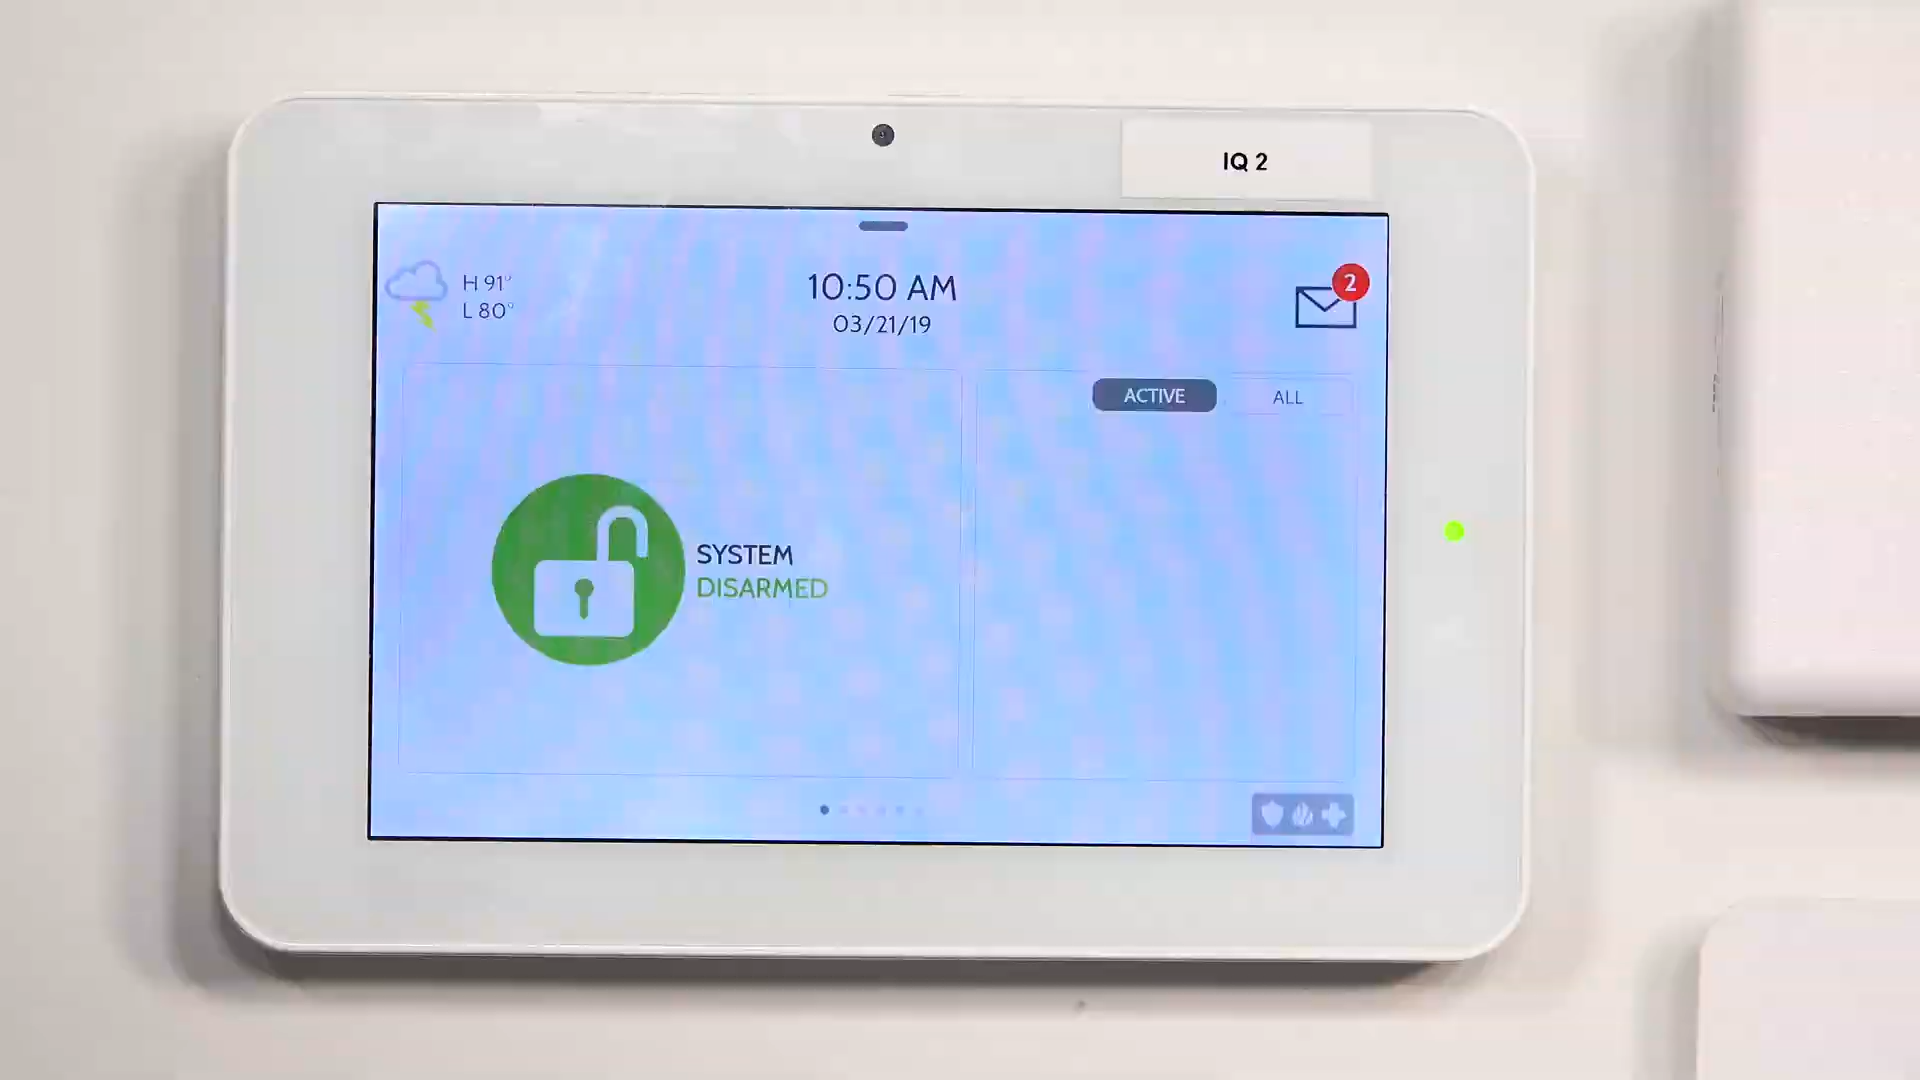 IQ 2
H 91°
L 80°
10:50 AM
03/21/19
2
ACTIVE
ALL
SYSTEM
DISARMED